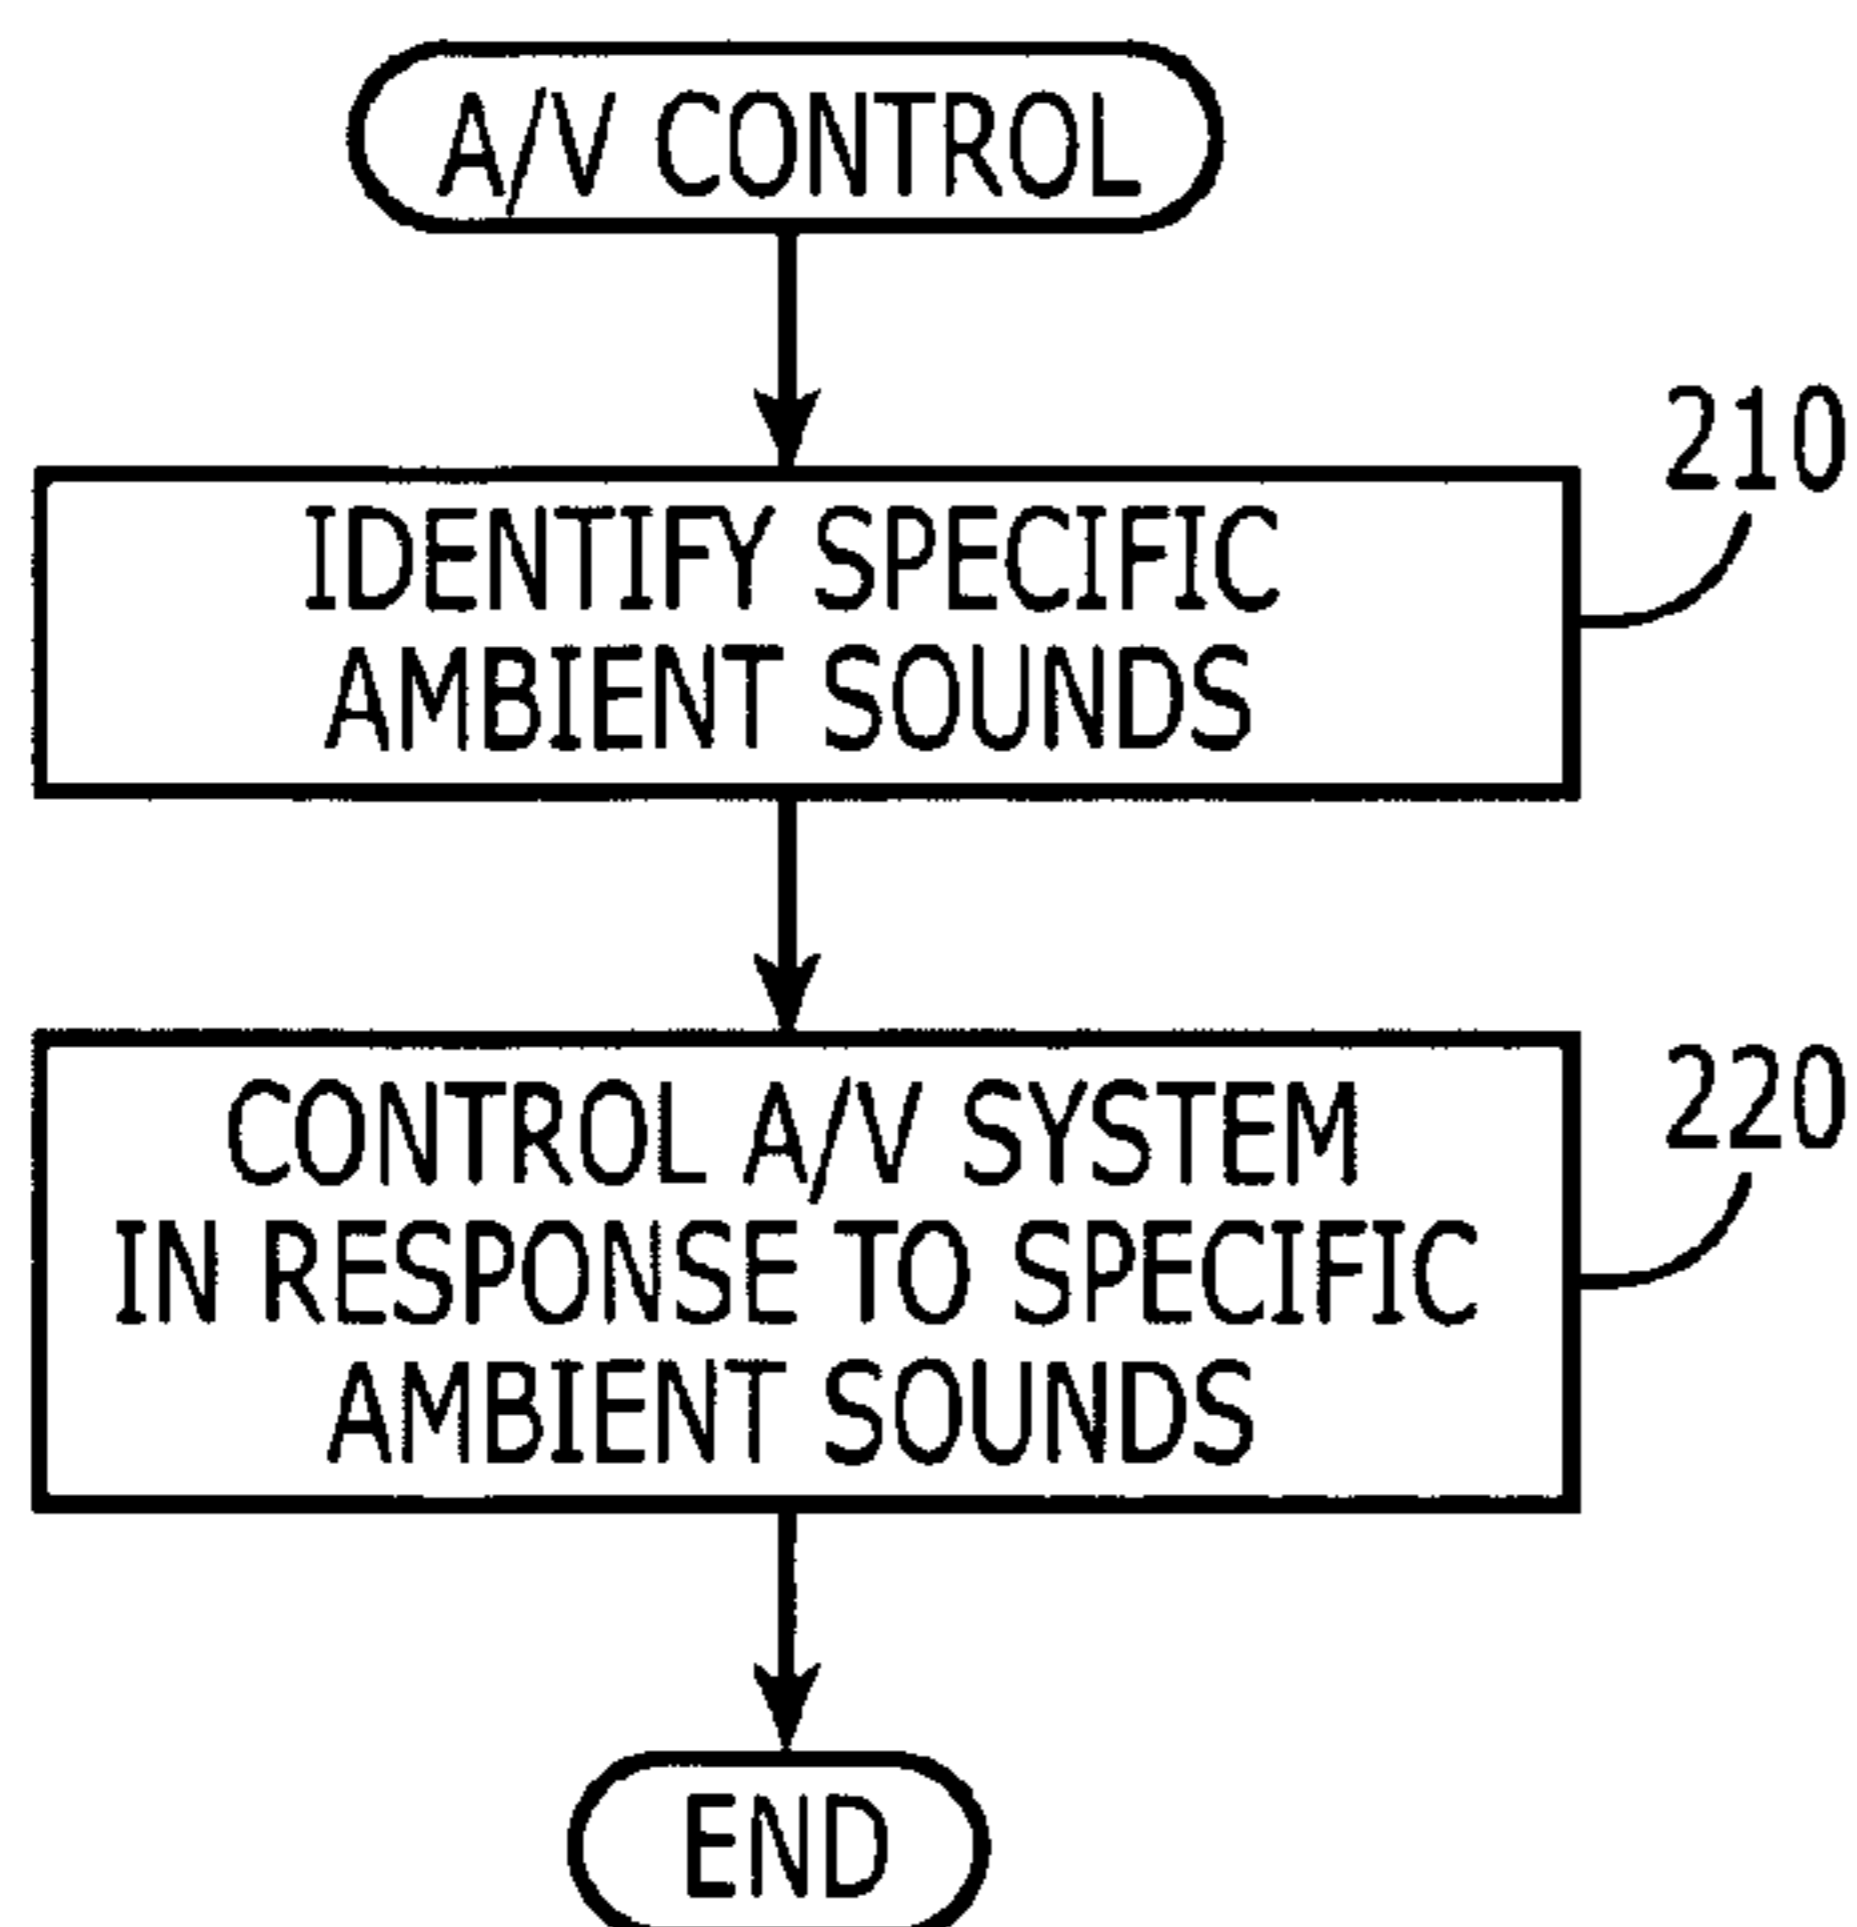 A/V CONTROL
210
IDENTIFY SPECIFIC
AMBIENT SOUNDS
220
CONTROL A/V SYSTEM
IN RESPONSE TO SPECIFIC
AMBIENT SOUNDS
END